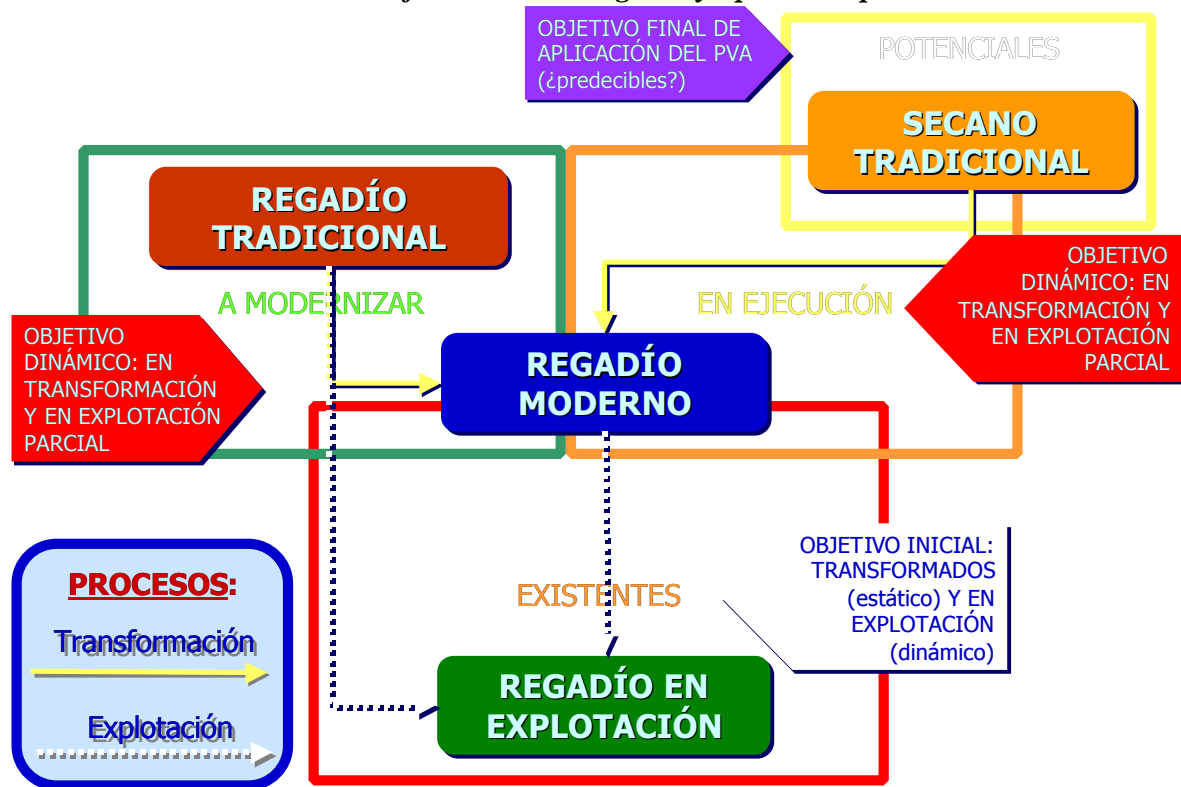 OBJETIVO FINAL DE
APLICACIÓN DEL PVA
(¿predecibles?)
POTENCIALES
SECANO
TRADICIONAL
REGADÍO
TRADICIONAL
OBJETIVO
DINÁMICO: EN
TRANSFORMACIÓN Y
EN EXPLOTACIÓN
PARCIAL
A MODERNIZAR
EN EJECUCIÓN
OBJETIVO
DINÁMICO: EN
TRANSFORMACIÓN
Y EN EXPLOTACIÓN
PARCIAL
REGADÍO
MODERNO
OBJETIVO INICIAL:
TRANSFORMADOS
(estático) Y EN
EXPLOTACIÓN
(dinámico)
PROCESOS:
Transformación
Explotación
EXISTENTES
REGADÍO EN
EXPLOTACIÓN